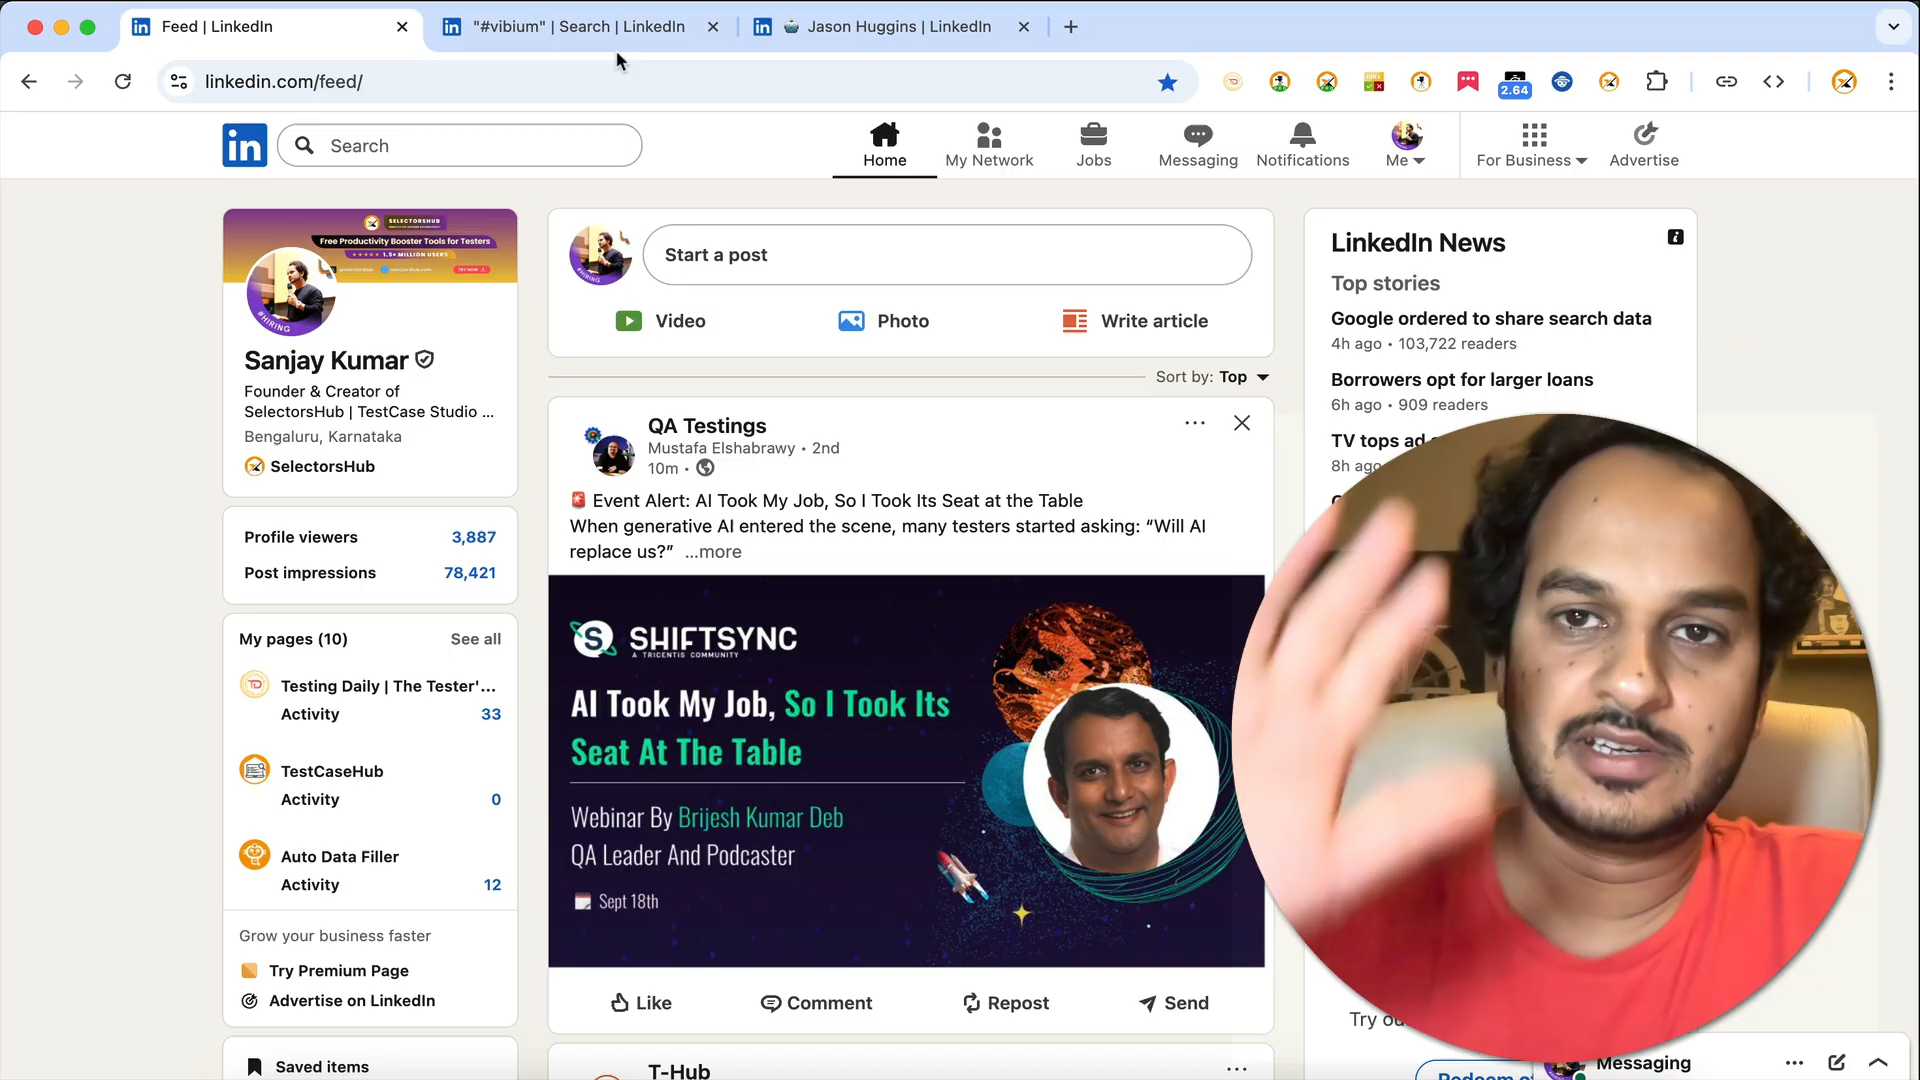 Feed | LinkedIn
"#vibium" | Search | LinkedIn
Jason Huggins | LinkedIn
linkedin.com/feed/
2.64
in
Search
Home
My Network
Jobs
Messaging
Notifications
Me
For Business
Advertise
SELECTORSHUB
Free Productivity Booster Tools for Testers
1.5+ MILLION USERS
#HIRING
Sanjay Kumar
Founder & Creator of
SelectorsHub | TestCase Studio ...
Bengaluru, Karnataka
SelectorsHub
Profile viewers 3,887
Post impressions 78,421
My pages (10) See all
Testing Daily | The Tester'...
Activity 33
TestCaseHub
Activity 0
Auto Data Filler
Activity 12
Grow your business faster
Try Premium Page
Advertise on LinkedIn
Saved items
Start a post
Video
Photo
Write article
Sort by: Top
QA Testings
Mustafa Elshabrawy • 2nd
10m •
Event Alert: AI Took My Job, So I Took Its Seat at the Table
When generative AI entered the scene, many testers started asking: “Will AI
replace us?” ...more
SHIFTSYNC
A TRICENTIS COMMUNITY
AI Took My Job, So I Took Its
Seat At The Table
Webinar By Brijesh Kumar Deb
QA Leader And Podcaster
Sept 18th
Like
Comment
Repost
Send
T-Hub
LinkedIn News
Top stories
Google ordered to share search data
4h ago • 103,722 readers
Borrowers opt for larger loans
6h ago • 909 readers
TV tops ad
8h ago
Try
Messaging